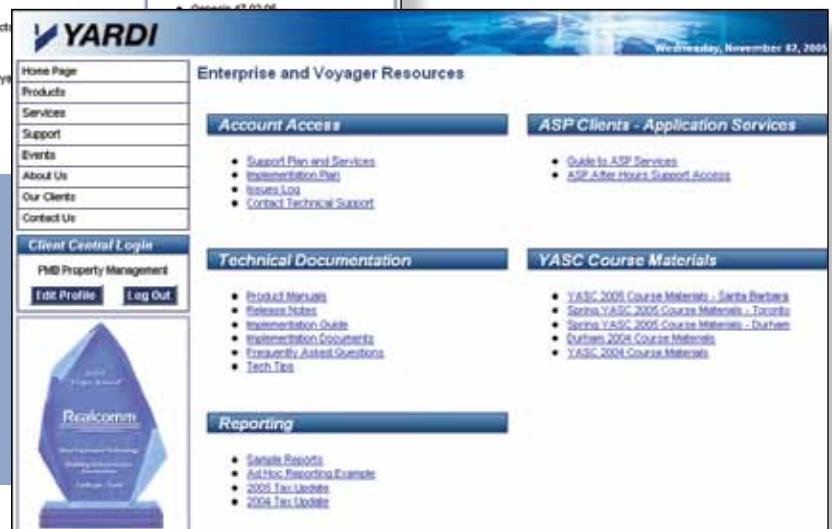 Genesis 47.02.05
YARDI
Wednesday, November 02, 2005
Home Page
Products
Services
Support
Events
About Us
Our Clients
Contact Us
Client Central Login
PMB Property Management
Edit Profile
Log Out
Realcomm
Enterprise and Voyager Resources
Account Access
• Support Plan and Services
• Implementation Plan
• Issues Log
• Contact Technical Support
ASP Clients - Application Services
• Guide to ASP Services
• ASP After Hours Support Access
Technical Documentation
• Product Manuals
• Release Notes
• Implementation Guide
• Implementation Documents
• Frequently Asked Questions
• Tech Tips
YASC Course Materials
• YASC 2005 Course Materials - Santa Barbara
• Spring YASC 2005 Course Materials - Toronto
• Spring YASC 2005 Course Materials - Durham
• Durham 2004 Course Materials
• YASC 2004 Course Materials
Reporting
• Sample Reports
• Ad Hoc Reporting Example
• 2005 Tax Update
• 2004 Tax Update